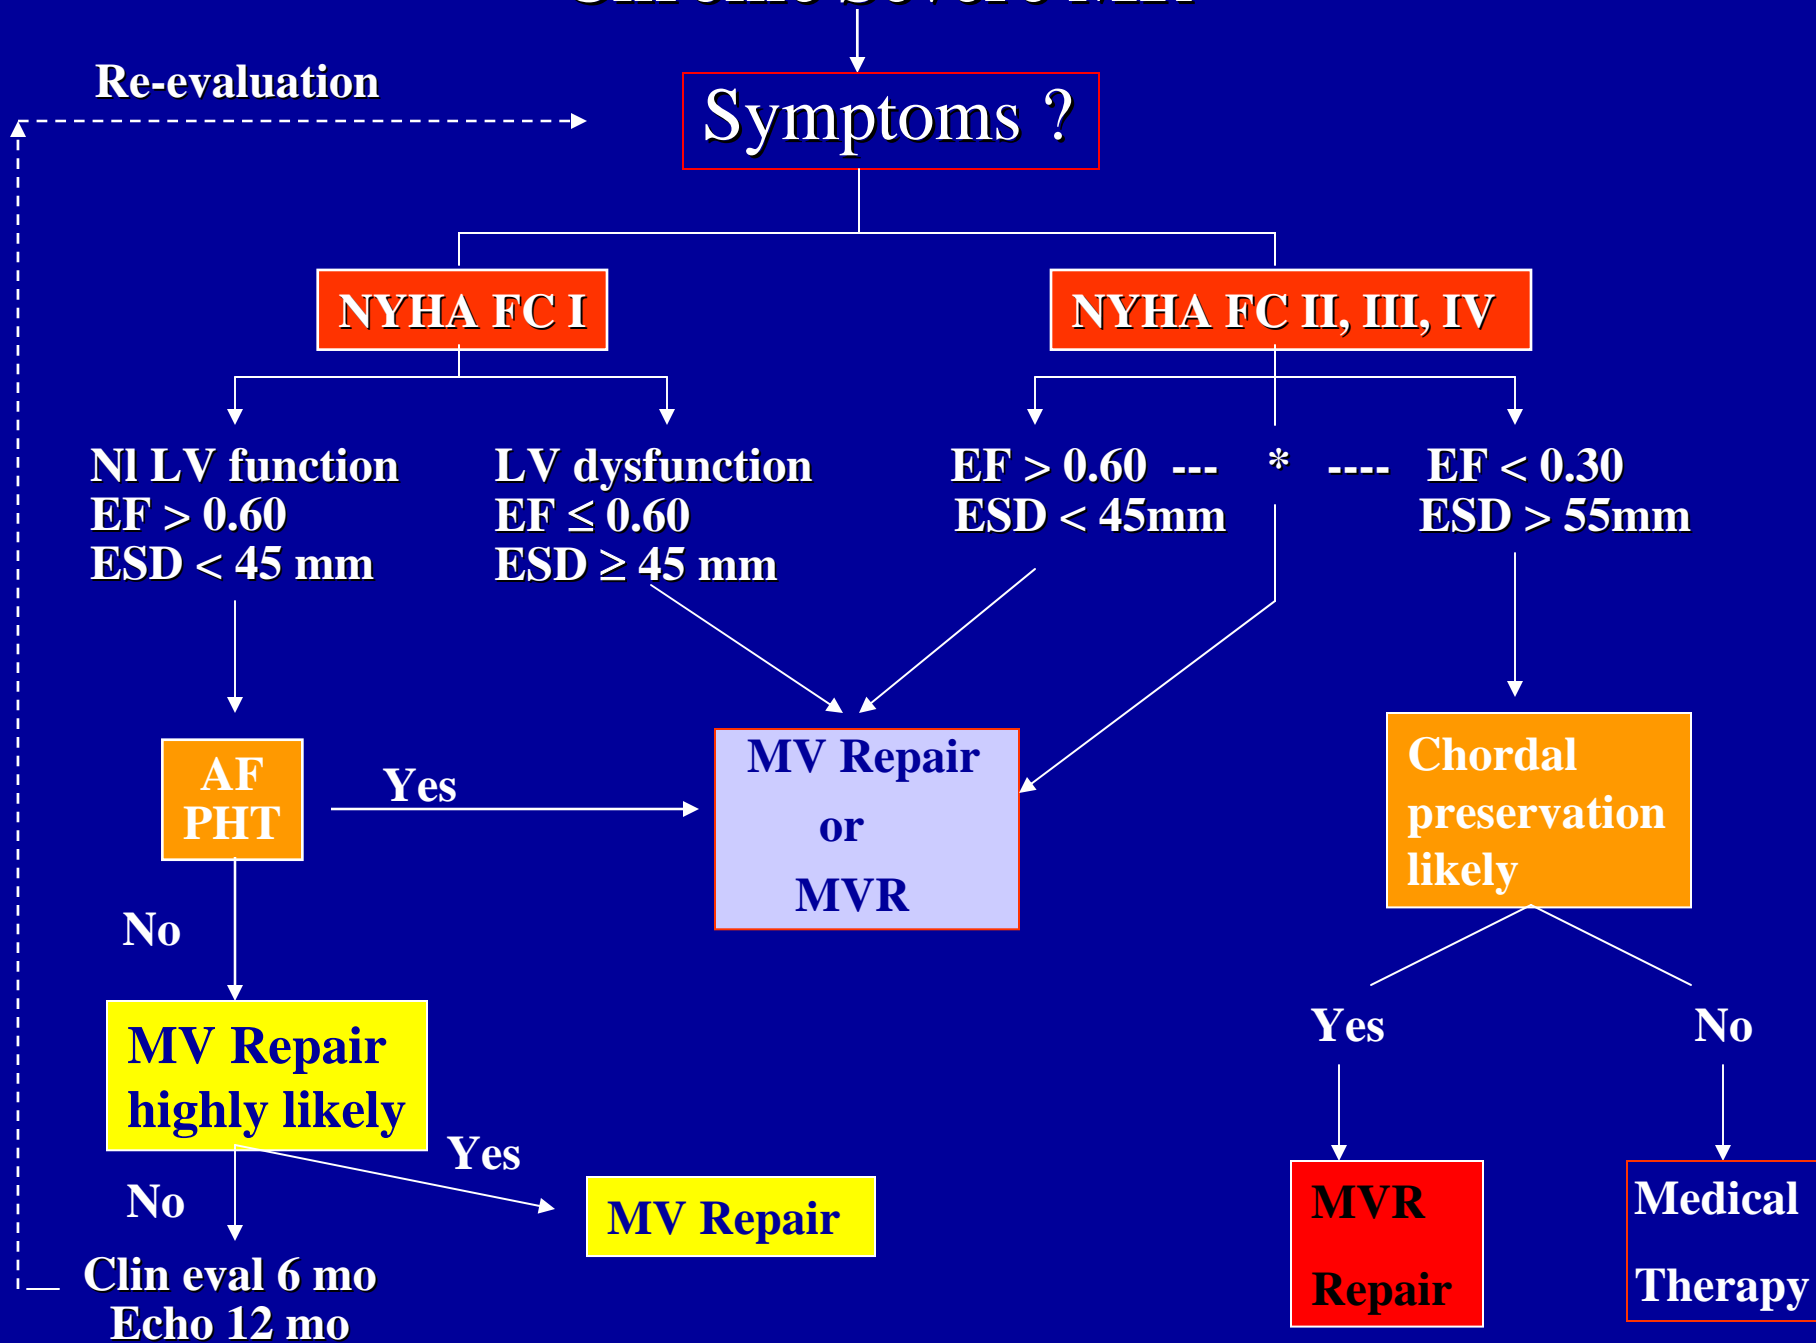 Chronic Severe MR
Re-evaluation
Symptoms ?
NYHA FC I
NYHA FC II, III, IV
Nl LV function
EF > 0.60
ESD < 45 mm
LV dysfunction
EF ≤ 0.60
ESD ≥ 45 mm
EF > 0.60 --- * ---- EF < 0.30
ESD < 45mm
ESD > 55mm
AF
PHT
Yes
MV Repair
or
MVR
Chordal
preservation
likely
No
Yes
No
MV Repair
highly likely
Yes
No
MV Repair
MVR
Repair
Medical
Therapy
Clin eval 6 mo
Echo 12 mo